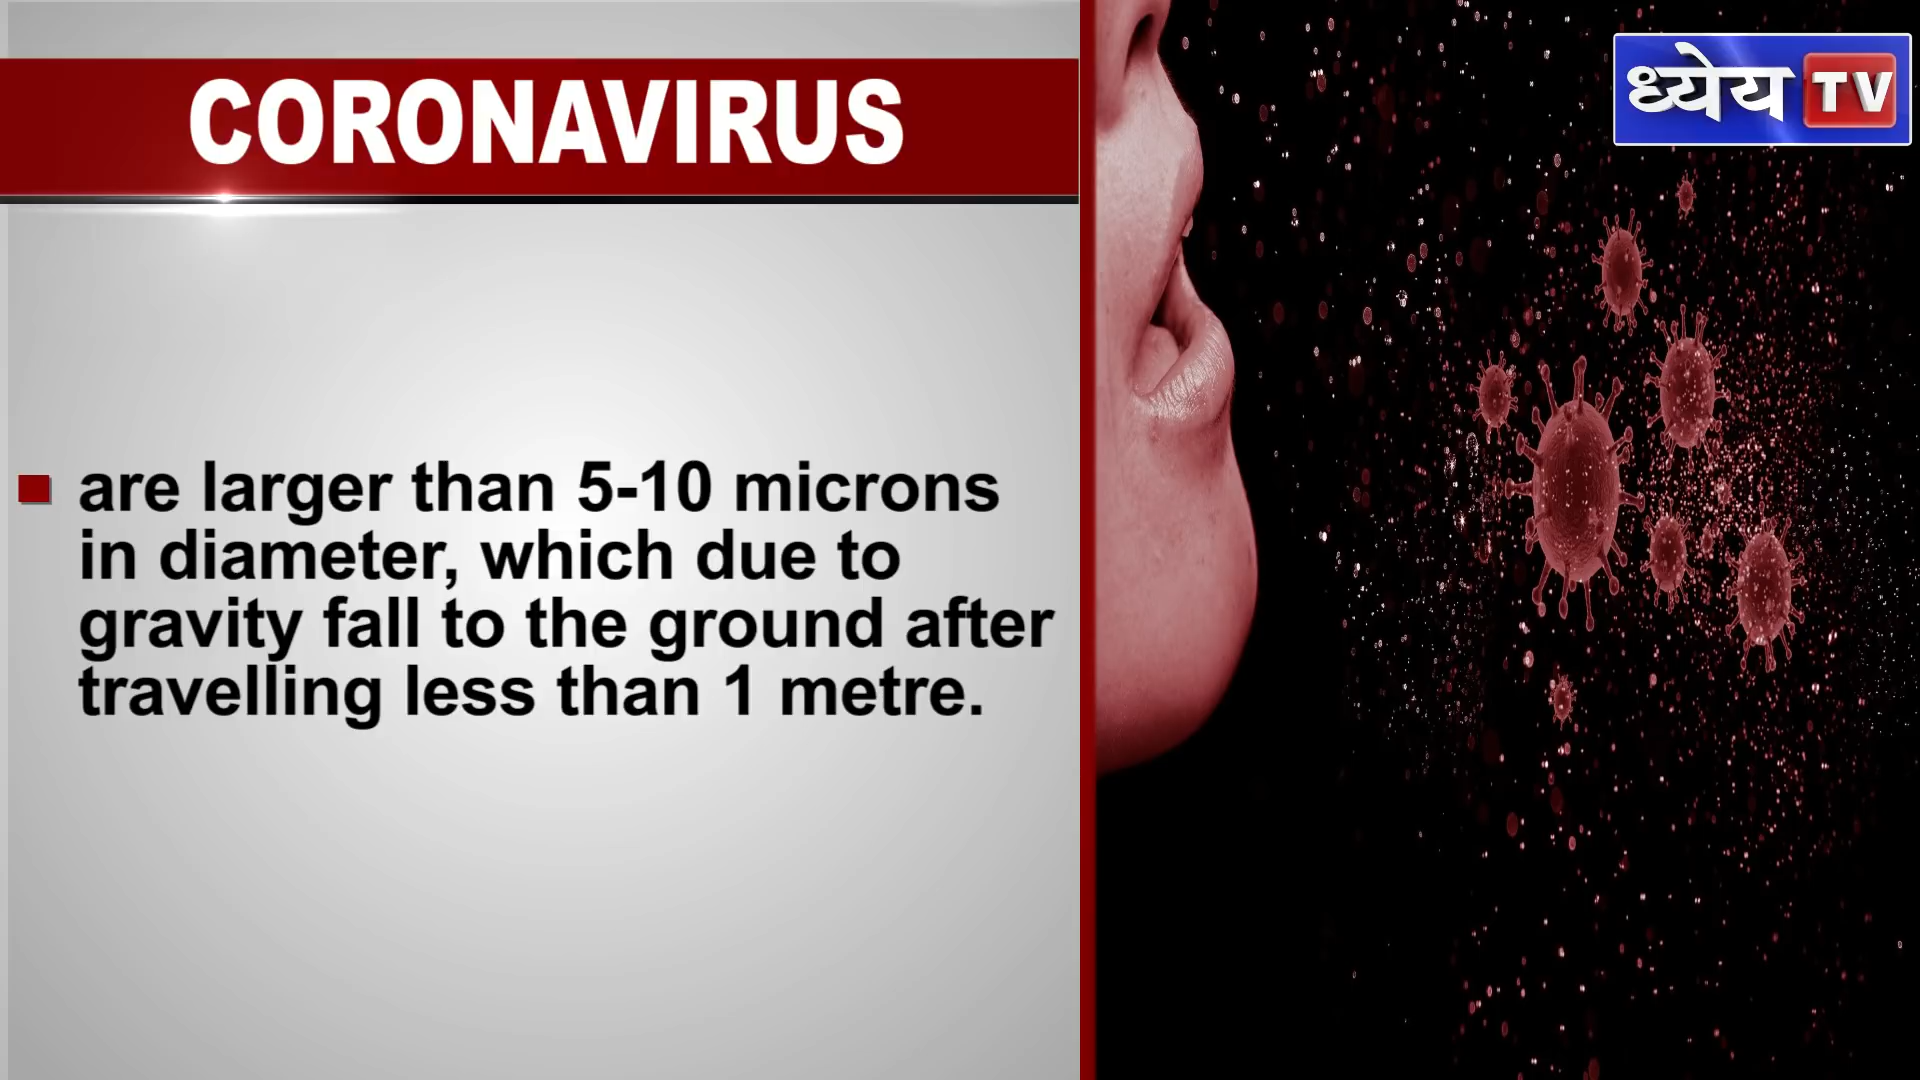 CORONAVIRUS
ध्येय TV
are larger than 5-10 microns
in diameter, which due to
gravity fall to the ground after
travelling less than 1 metre.